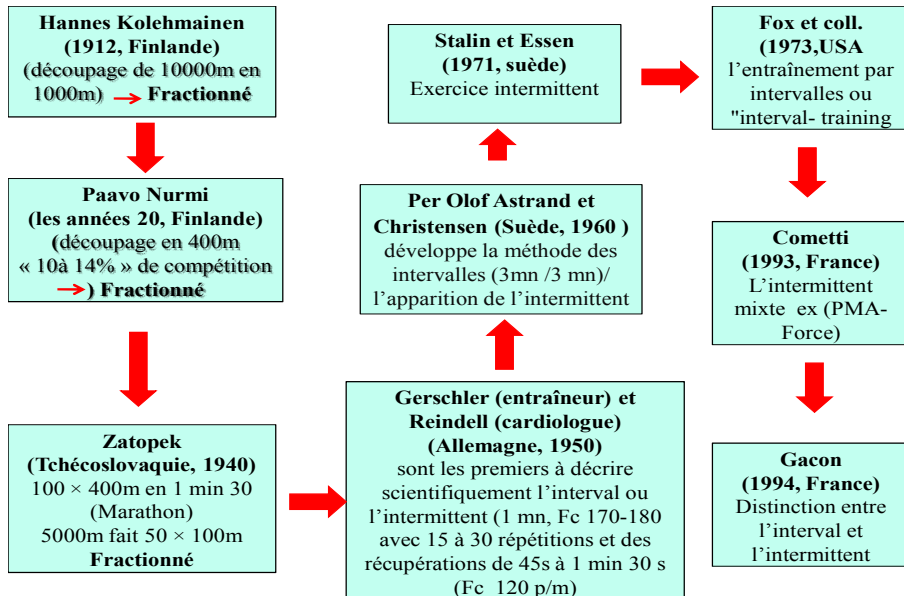 Hannes Kolehmainen
(1912, Finlande)
(découpage de 10000m en
1000m) → Fractionné
Paavo Nurmi
(les années 20, Finlande)
(découpage en 400m
« 10à 14% » de compétition
→) Fractionné
Zatopek
(Tchécoslovaquie, 1940)
100 × 400m en 1 min 30
(Marathon)
5000m fait 50 × 100m
Fractionné
Gerschler (entraîneur) et
Reindell (cardiologue)
(Allemagne, 1950)
sont les premiers à décrire
scientifiquement l’interval ou
l’intermittent (1 mn, Fc 170-180
avec 15 à 30 répétitions et des
récupérations de 45s à 1 min 30 s
(Fc 120 p/m)
Per Olof Astrand et
Christensen (Suède, 1960 )
développe la méthode des
intervalles (3mn /3 mn)/
l’apparition de l’intermittent
Stalin et Essen
(1971, suède)
Exercice intermittent
Fox et coll.
(1973,USA
l’entraînement par
intervalles ou
"interval- training
Cometti
(1993, France)
L’intermittent
mixte ex (PMA-
Force)
Gacon
(1994, France)
Distinction entre
l’interval et
l’intermittent